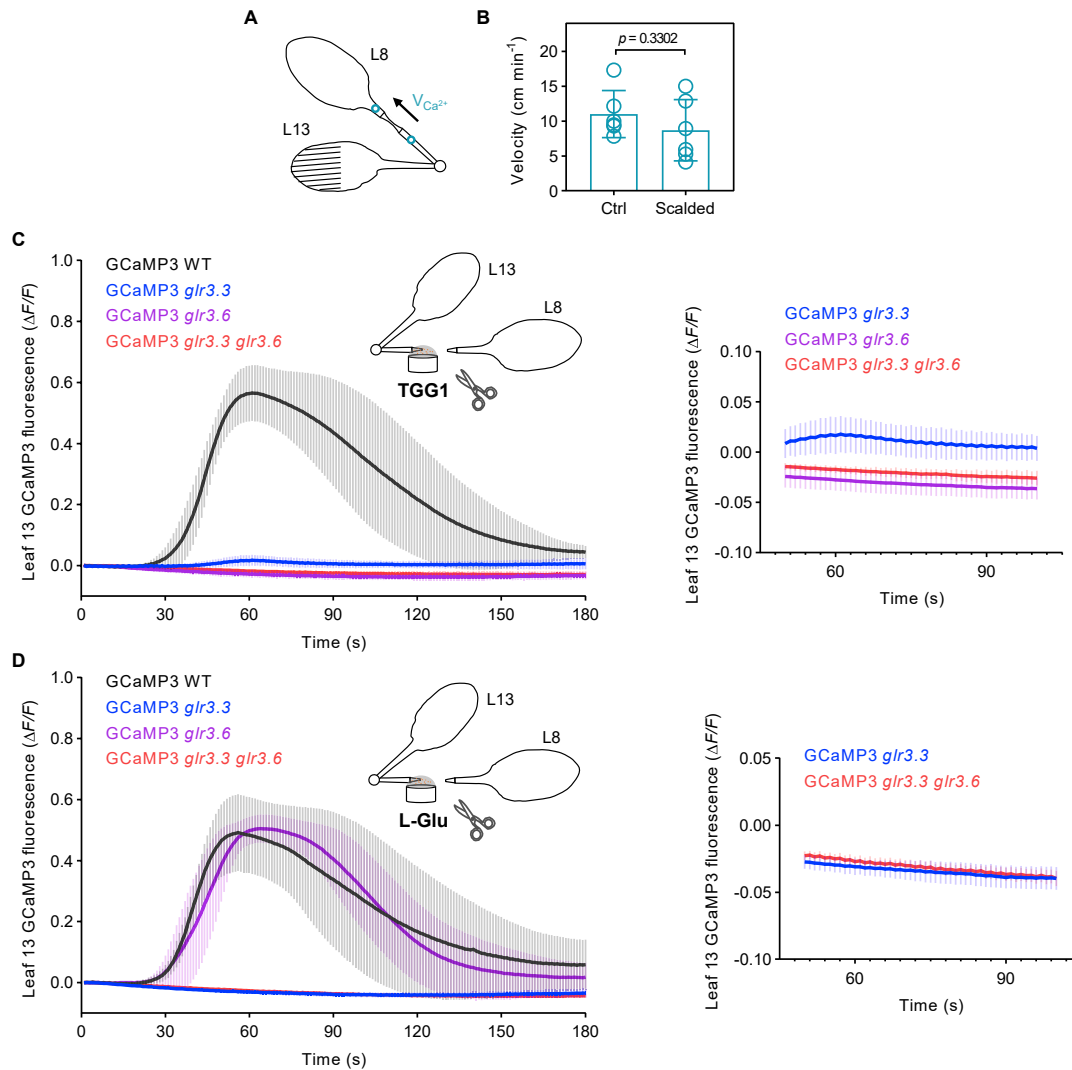 A
L8
V_Ca²⁺
L13
B
p = 0.3302
Velocity (cm min⁻¹)
20
15
10
5
0
Ctrl
Scalded
C
Leaf 13 GCaMP3 fluorescence (ΔF/F)
1.0
0.8
0.6
0.4
0.2
0.0
GCaMP3 WT
GCaMP3 glr3.3
GCaMP3 glr3.6
GCaMP3 glr3.3 glr3.6
L13
L8
TGG1
0 30 60 90 120 150 180
Time (s)
Leaf 13 GCaMP3 fluorescence (ΔF/F)
GCaMP3 glr3.3
GCaMP3 glr3.6
GCaMP3 glr3.3 glr3.6
0.10
0.05
0.00
-0.05
-0.10
60 90
Time (s)
D
Leaf 13 GCaMP3 fluorescence (ΔF/F)
1.0
0.8
0.6
0.4
0.2
0.0
GCaMP3 WT
GCaMP3 glr3.3
GCaMP3 glr3.6
GCaMP3 glr3.3 glr3.6
L13
L8
L-Glu
0 30 60 90 120 150 180
Time (s)
Leaf 13 GCaMP3 fluorescence (ΔF/F)
GCaMP3 glr3.3
GCaMP3 glr3.3 glr3.6
0.05
0.00
-0.05
-0.10
60 90
Time (s)